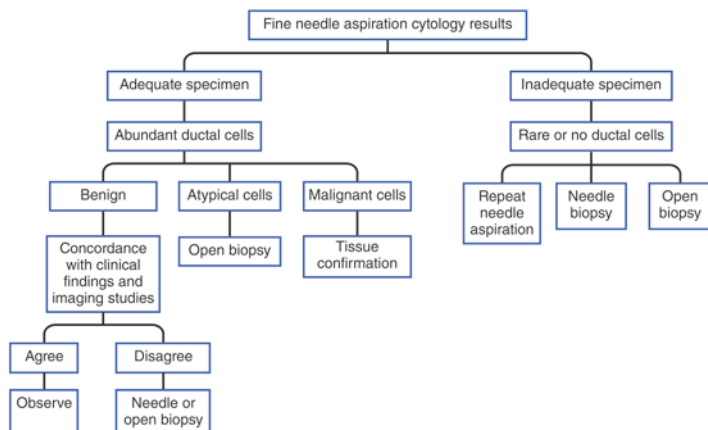 Fine needle aspiration cytology results
Adequate specimen
Inadequate specimen
Abundant ductal cells
Rare or no ductal cells
Benign
Atypical cells
Malignant cells
Repeat
needle
aspiration
Needle
biopsy
Open
biopsy
Concordance
with clinical
findings and
imaging studies
Open biopsy
Tissue
confirmation
Agree
Disagree
Observe
Needle or
open biopsy